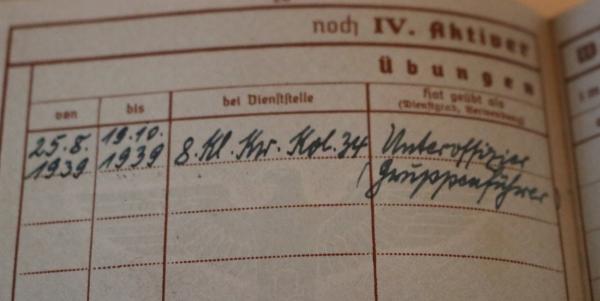 noch IV. Aktiver
Übungen
von
bis
bei Dienststelle
hat geübt als
(Dienstgrad, Verwendung)
25.8.
1939
19.10.
1939
8. Kl. Kw. Kol. 34
Unteroffizier
(Gruppenführer)